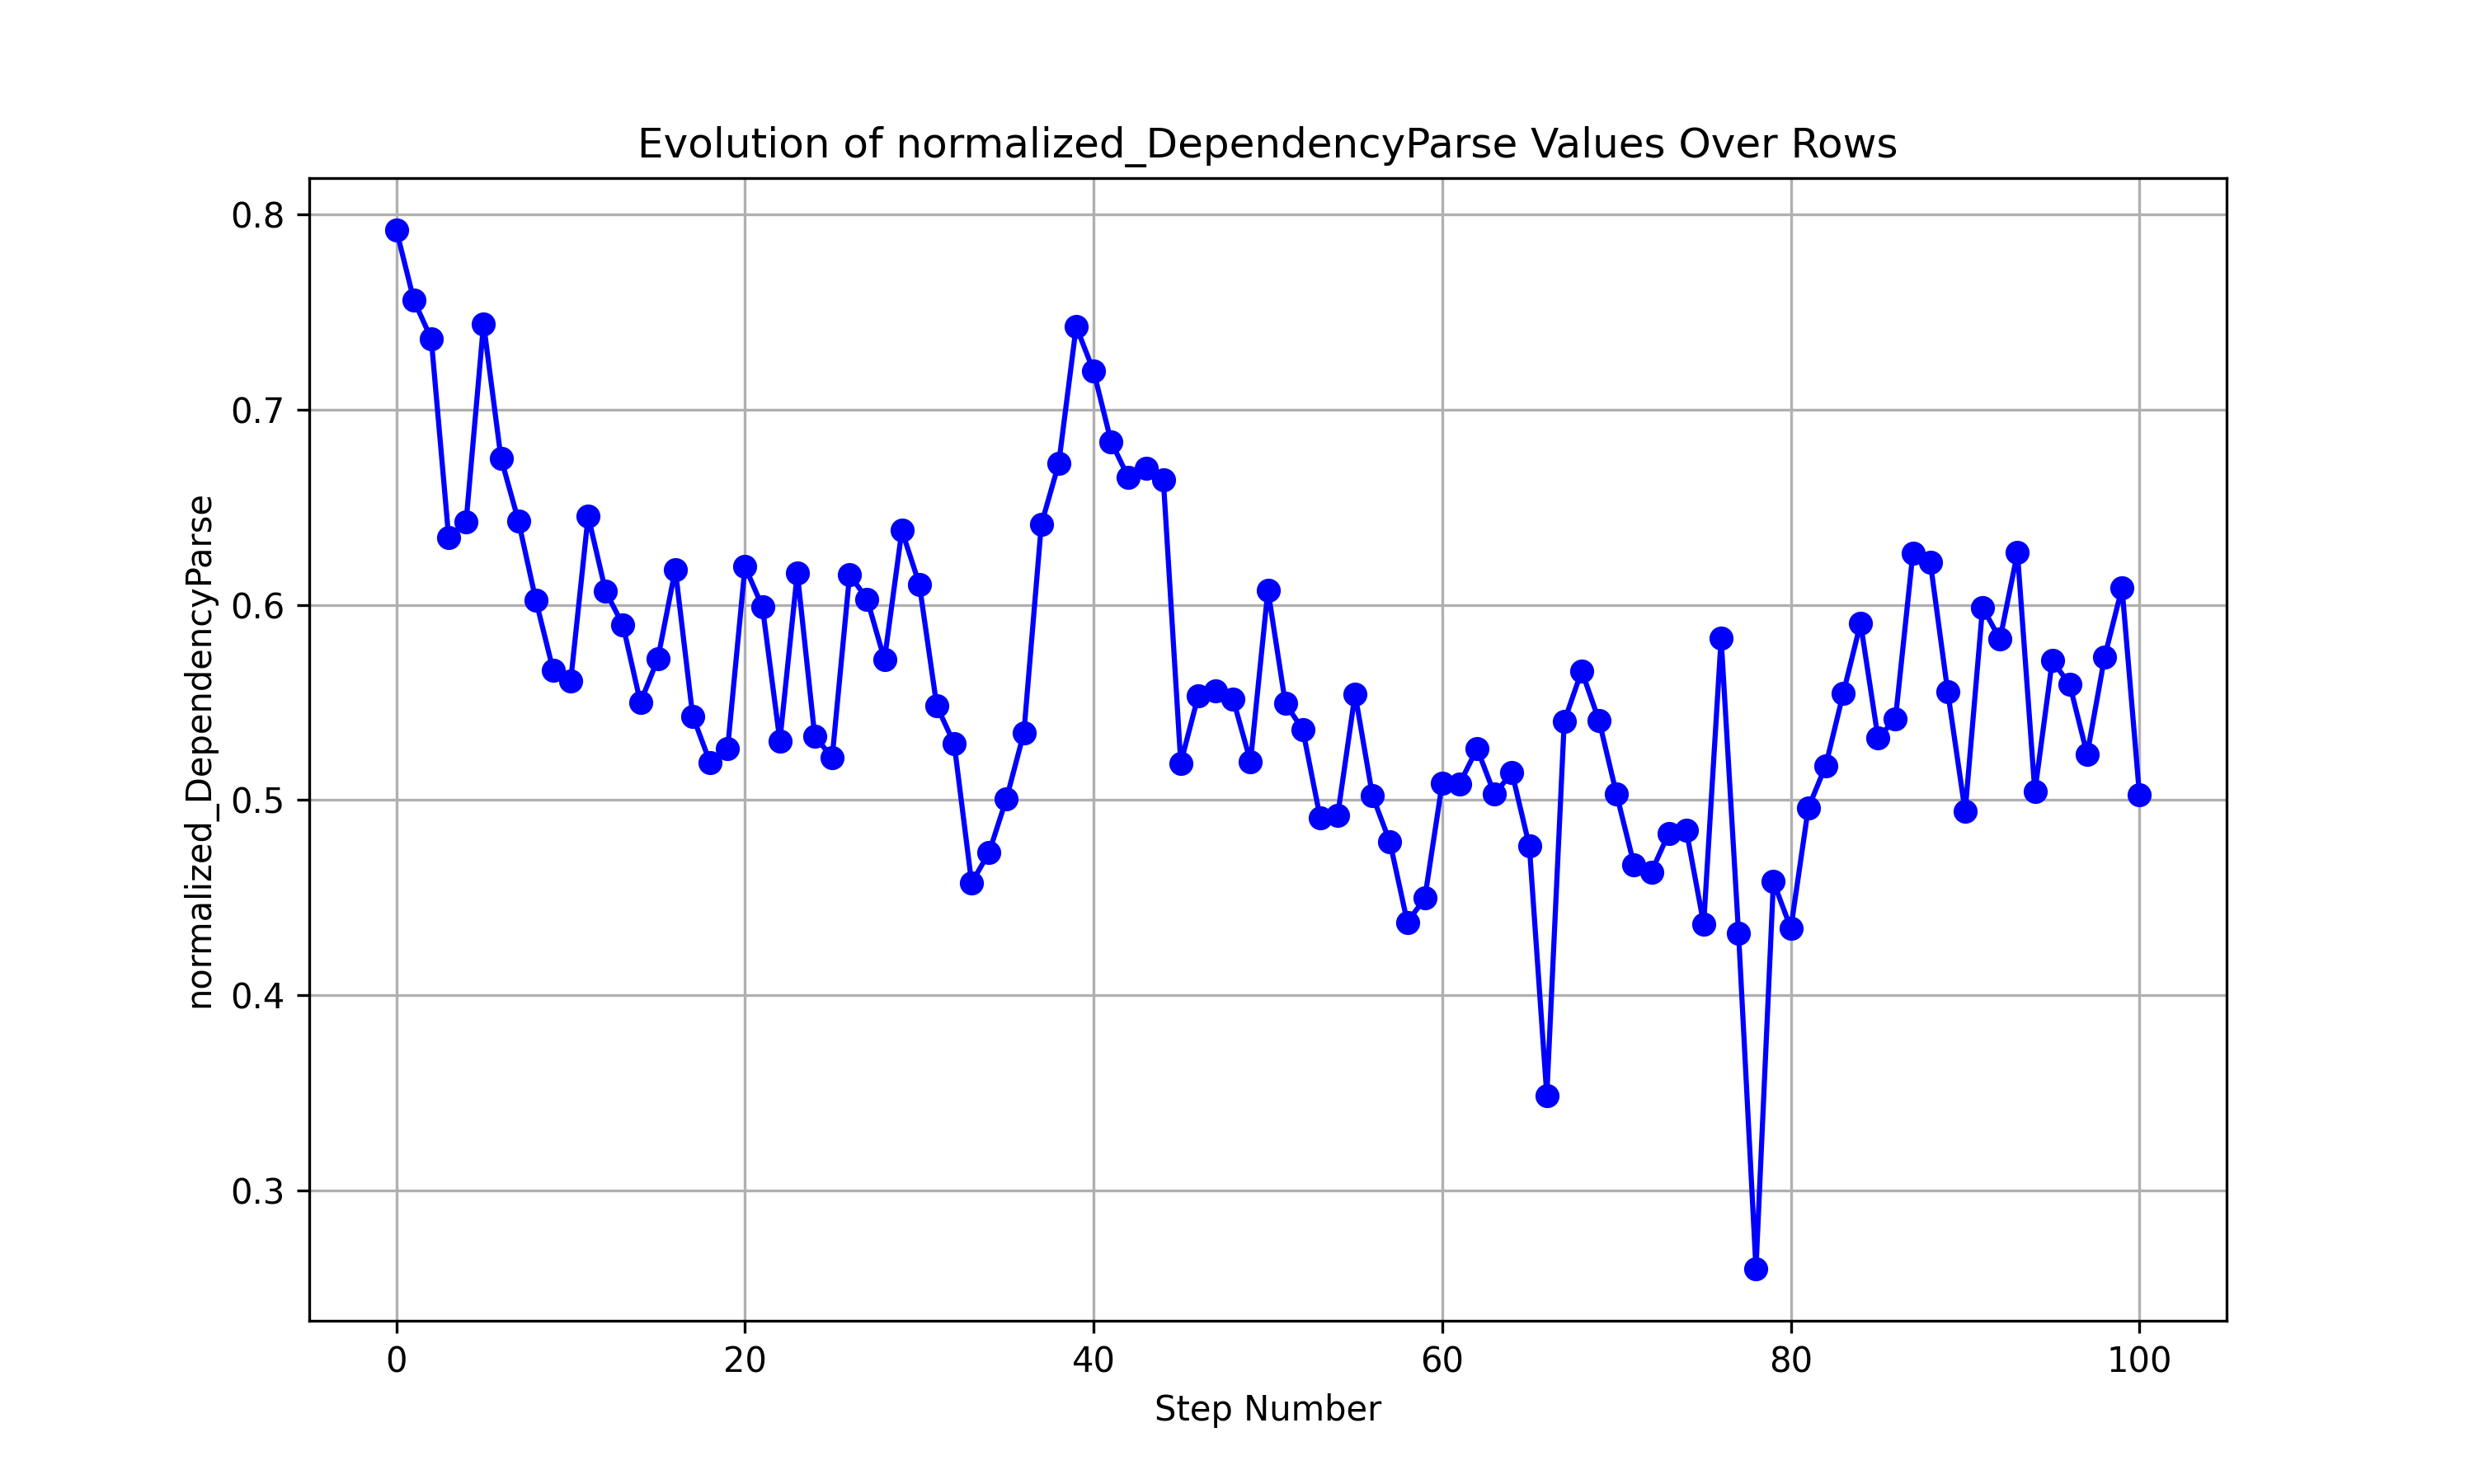 Evolution of normalized_DependencyParse Values Over Rows
normalized_DependencyParse
0.8
0.7
0.6
0.5
0.4
0.3
0 20 40 60 80 100
Step Number